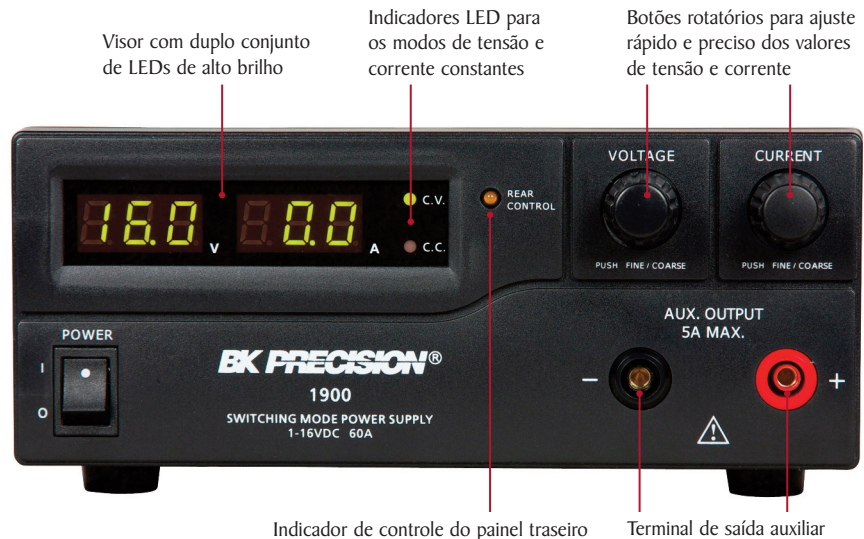 Visor com duplo conjunto
de LEDs de alto brilho
Indicadores LED para
os modos de tensão e
corrente constantes
Botões rotatórios para ajuste
rápido e preciso dos valores
de tensão e corrente
16.0 V
0.0 A
C.V.
C.C.
REAR
CONTROL
VOLTAGE
PUSH FINE / COARSE
CURRENT
PUSH FINE / COARSE
POWER
I
O
BK PRECISION®
1900
SWITCHING MODE POWER SUPPLY
1-16VDC 60A
AUX. OUTPUT
5A MAX.
− +
Indicador de controle do painel traseiro
Terminal de saída auxiliar